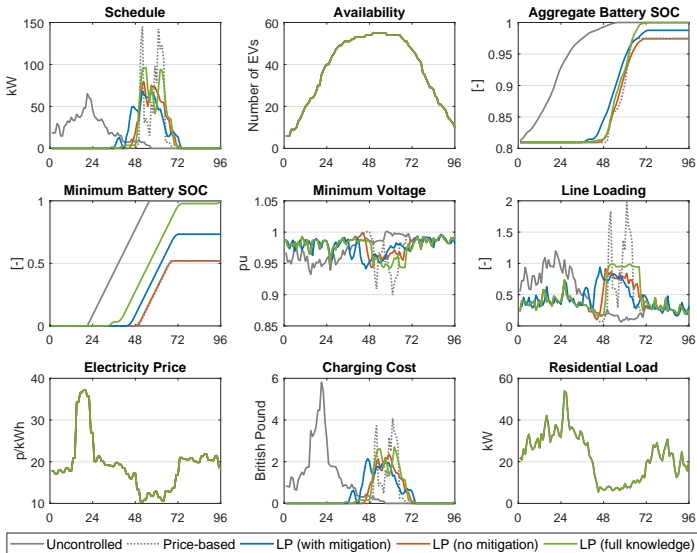 Schedule
150
100
50
0
kW
0 24 48 72 96
Availability
60
40
20
0
Number of EVs
0 24 48 72 96
Aggregate Battery SOC
1
0.95
0.9
0.85
0.8
[-]
0 24 48 72 96
Minimum Battery SOC
1
0.5
0
[-]
0 24 48 72 96
Minimum Voltage
1.05
1
0.95
0.9
0.85
pu
0 24 48 72 96
Line Loading
2
1.5
1
0.5
0
[-]
0 24 48 72 96
Electricity Price
40
30
20
10
p/kWh
0 24 48 72 96
Charging Cost
6
4
2
0
British Pound
0 24 48 72 96
Residential Load
60
40
20
0
kW
0 24 48 72 96
Uncontrolled Price-based LP (with mitigation) LP (no mitigation) LP (full knowledge)